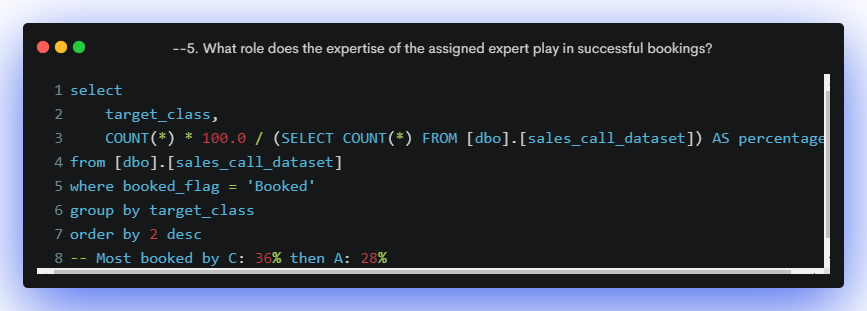 --5. What role does the expertise of the assigned expert play in successful bookings?
1 select
2 target_class,
3 COUNT(*) * 100.0 / (SELECT COUNT(*) FROM [dbo].[sales_call_dataset]) AS percentage
4 from [dbo].[sales_call_dataset]
5 where booked_flag = 'Booked'
6 group by target_class
7 order by 2 desc
8 -- Most booked by C: 36% then A: 28%